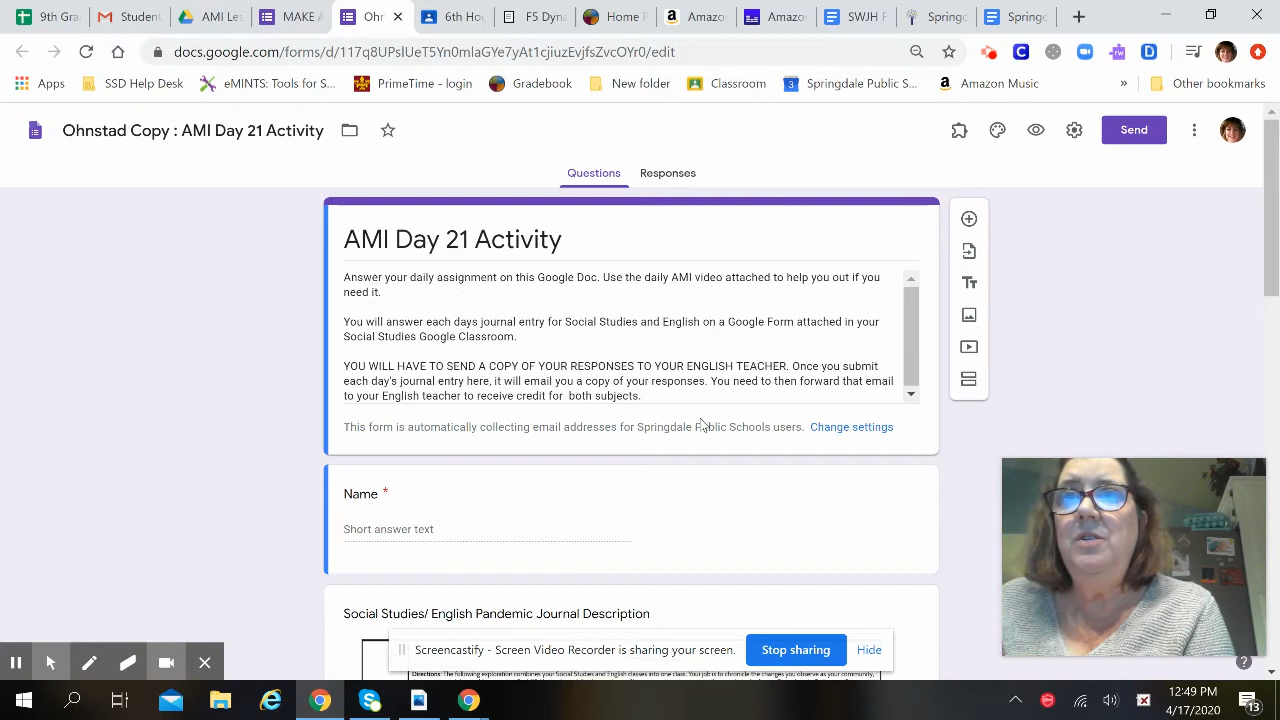 9th Gra
Student
AMI Les
MAKE A
Ohn
6th Hou
F5 Dyna
Home P
Amazo
Amazo
SWJH F
Springd
Springd
docs.google.com/forms/d/117q8UPsIUeT5Yn0mlaGYe7yAt1cijuzEvjfsZvcOYr0/edit
Apps
SSD Help Desk
eMINTS: Tools for S...
PrimeTime - login
Gradebook
New folder
Classroom
Springdale Public S...
Amazon Music
»
Other bookmarks
Ohnstad Copy : AMI Day 21 Activity
Send
Questions
Responses
AMI Day 21 Activity
Answer your daily assignment on this Google Doc. Use the daily AMI video attached to help you out if you
need it.
You will answer each days journal entry for Social Studies and English on a Google Form attached in your
Social Studies Google Classroom.
YOU WILL HAVE TO SEND A COPY OF YOUR RESPONSES TO YOUR ENGLISH TEACHER. Once you submit
each day's journal entry here, it will email you a copy of your responses. You need to then forward that email
to your English teacher to receive credit for both subjects.
This form is automatically collecting email addresses for Springdale Public Schools users. Change settings
Name *
Short answer text
Social Studies/ English Pandemic Journal Description
Screencastify - Screen Video Recorder is sharing your screen.
Stop sharing
Hide
Directions: The following exploration combines your Social Studies and English classes into one class. Your job is to chronicle the changes you observe as your community,
12:49 PM
4/17/2020
13